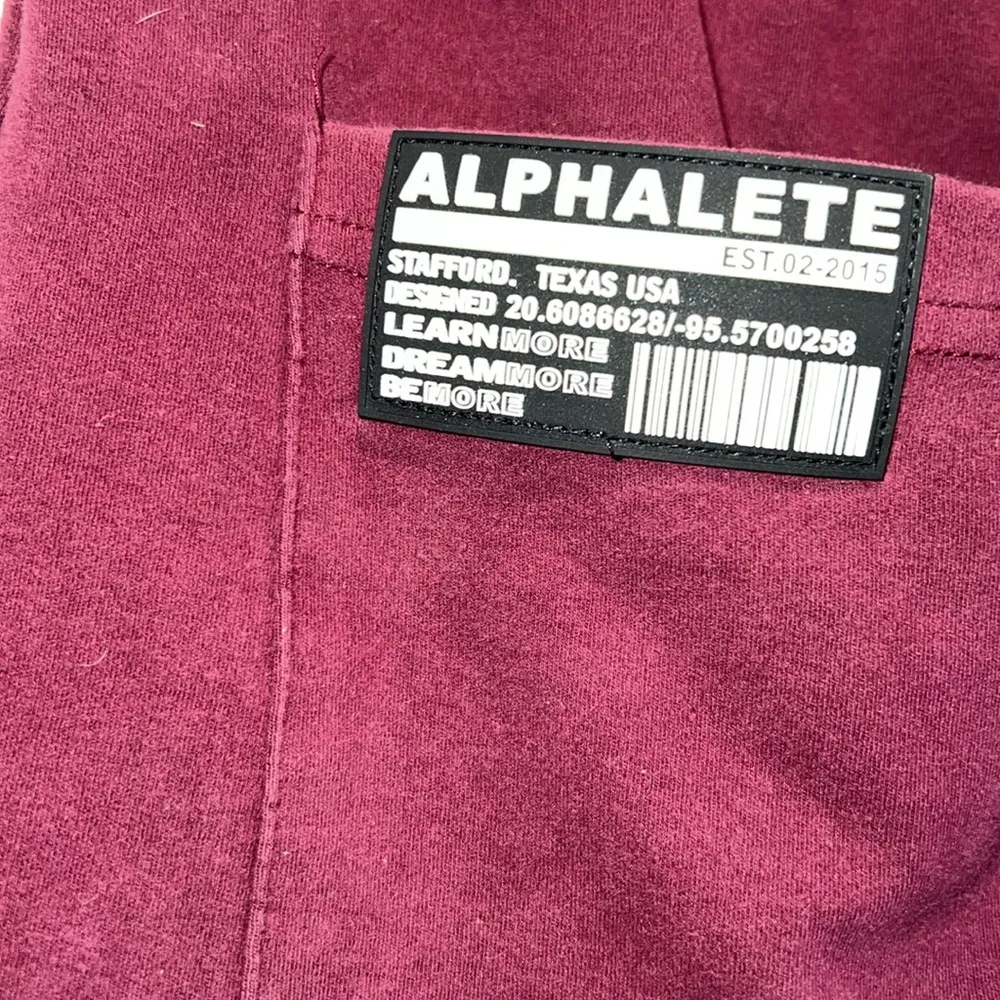 ALPHALETE
EST.02-2015
STAFFORD. TEXAS USA
DESIGNED 20.6086628/-95.5700258
LEARNMORE
DREAMMORE
BEMORE